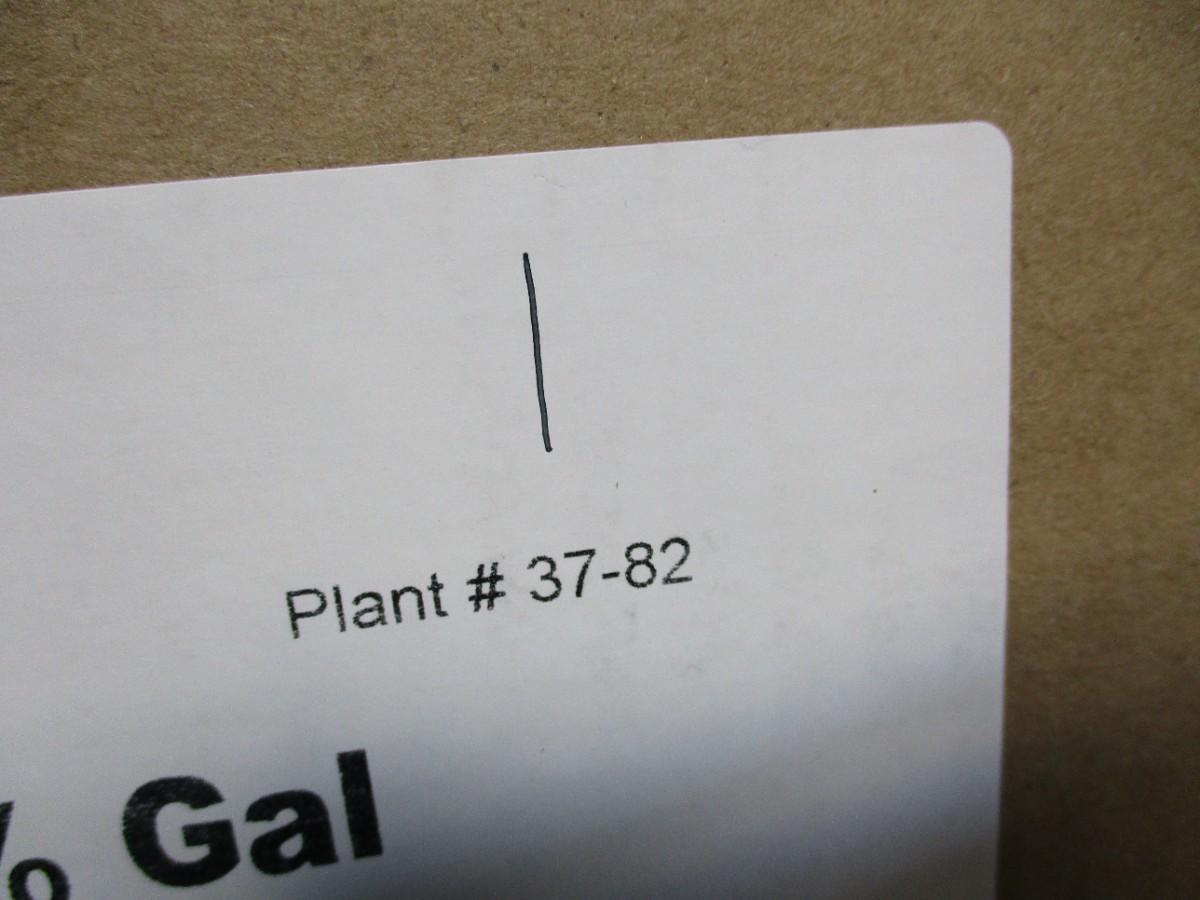 Plant # 37-82
% Gal